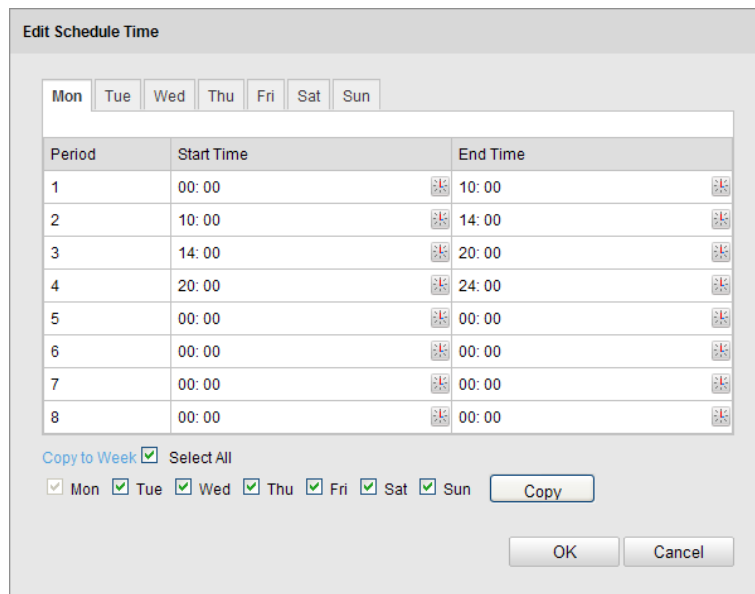 Edit Schedule Time
Mon Tue Wed Thu Fri Sat Sun
Period Start Time End Time
1 00: 00 10: 00
2 10: 00 14: 00
3 14: 00 20: 00
4 20: 00 24: 00
5 00: 00 00: 00
6 00: 00 00: 00
7 00: 00 00: 00
8 00: 00 00: 00
Copy to Week Select All
Mon Tue Wed Thu Fri Sat Sun Copy
OK Cancel